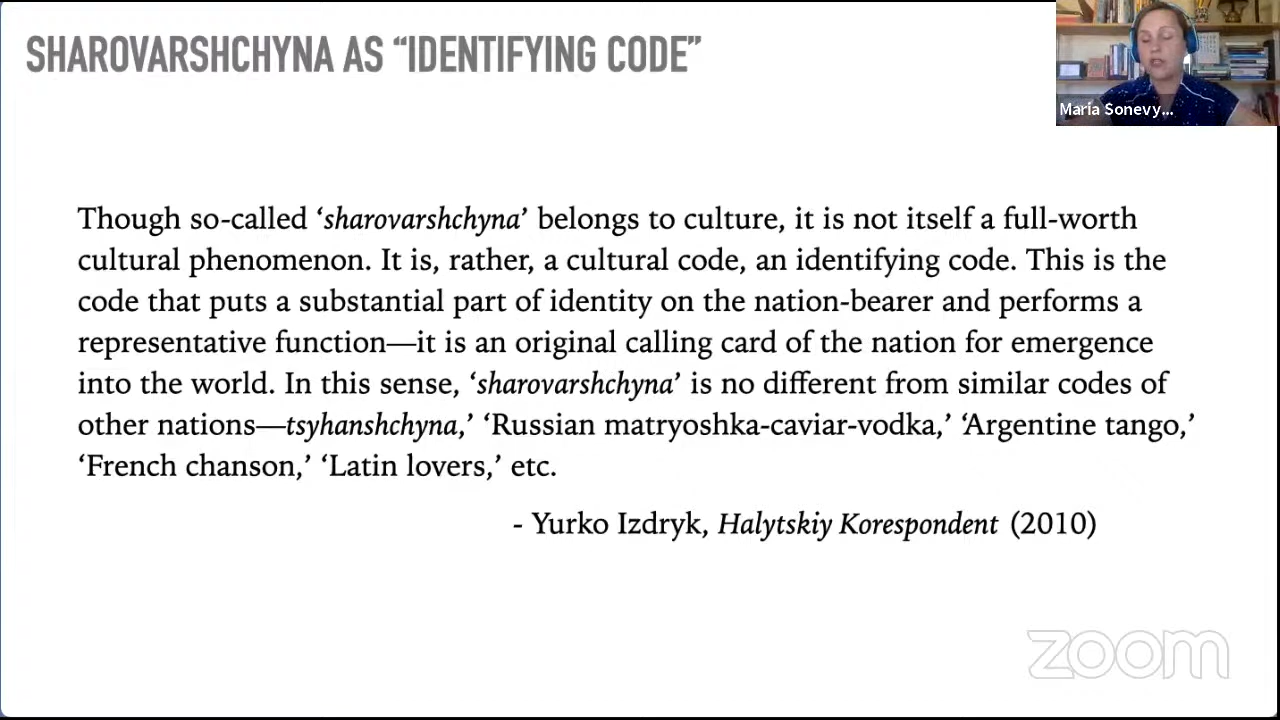 SHAROVARSHCHYNA AS “IDENTIFYING CODE”
Maria Sonevy...
Though so-called ‘sharovarshchyna’ belongs to culture, it is not itself a full-worth
cultural phenomenon. It is, rather, a cultural code, an identifying code. This is the
code that puts a substantial part of identity on the nation-bearer and performs a
representative function—it is an original calling card of the nation for emergence
into the world. In this sense, ‘sharovarshchyna’ is no different from similar codes of
other nations—tsyhanshchyna,’ ‘Russian matryoshka-caviar-vodka,’ ‘Argentine tango,’
‘French chanson,’ ‘Latin lovers,’ etc.
- Yurko Izdryk, Halytskiy Korespondent (2010)
zoom